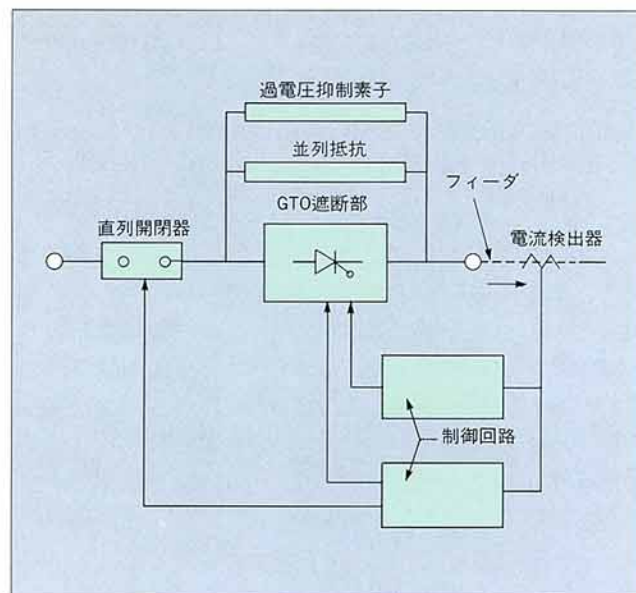 過電圧抑制素子
並列抵抗
GTO遮断部
フィーダ
直列開閉器
電流検出器
制御回路